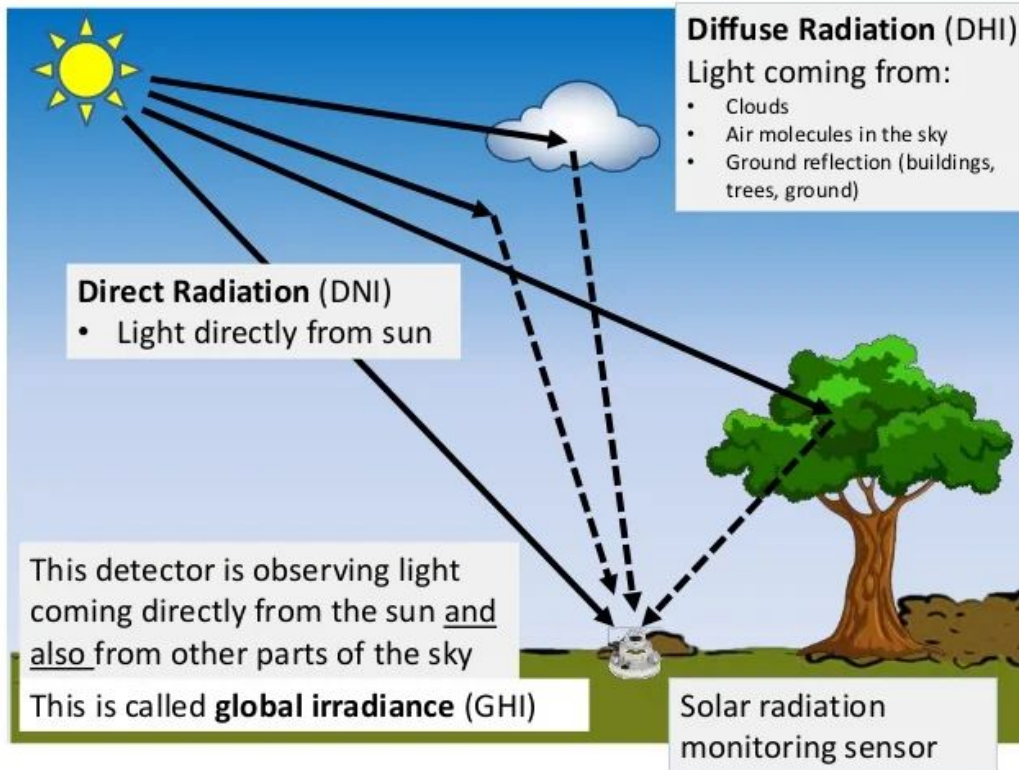 Diffuse Radiation (DHI)
Light coming from:
• Clouds
• Air molecules in the sky
• Ground reflection (buildings,
trees, ground)
Direct Radiation (DNI)
• Light directly from sun
This detector is observing light
coming directly from the sun and
also from other parts of the sky
This is called global irradiance (GHI)
Solar radiation
monitoring sensor